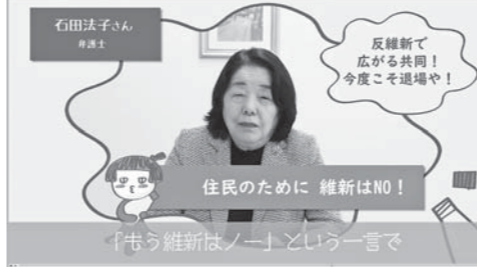 石田法子さん
弁護士
反維新で
広がる共同！
今度こそ退場や！
住民のために 維新はNO！
「もう維新はノー」という一言で